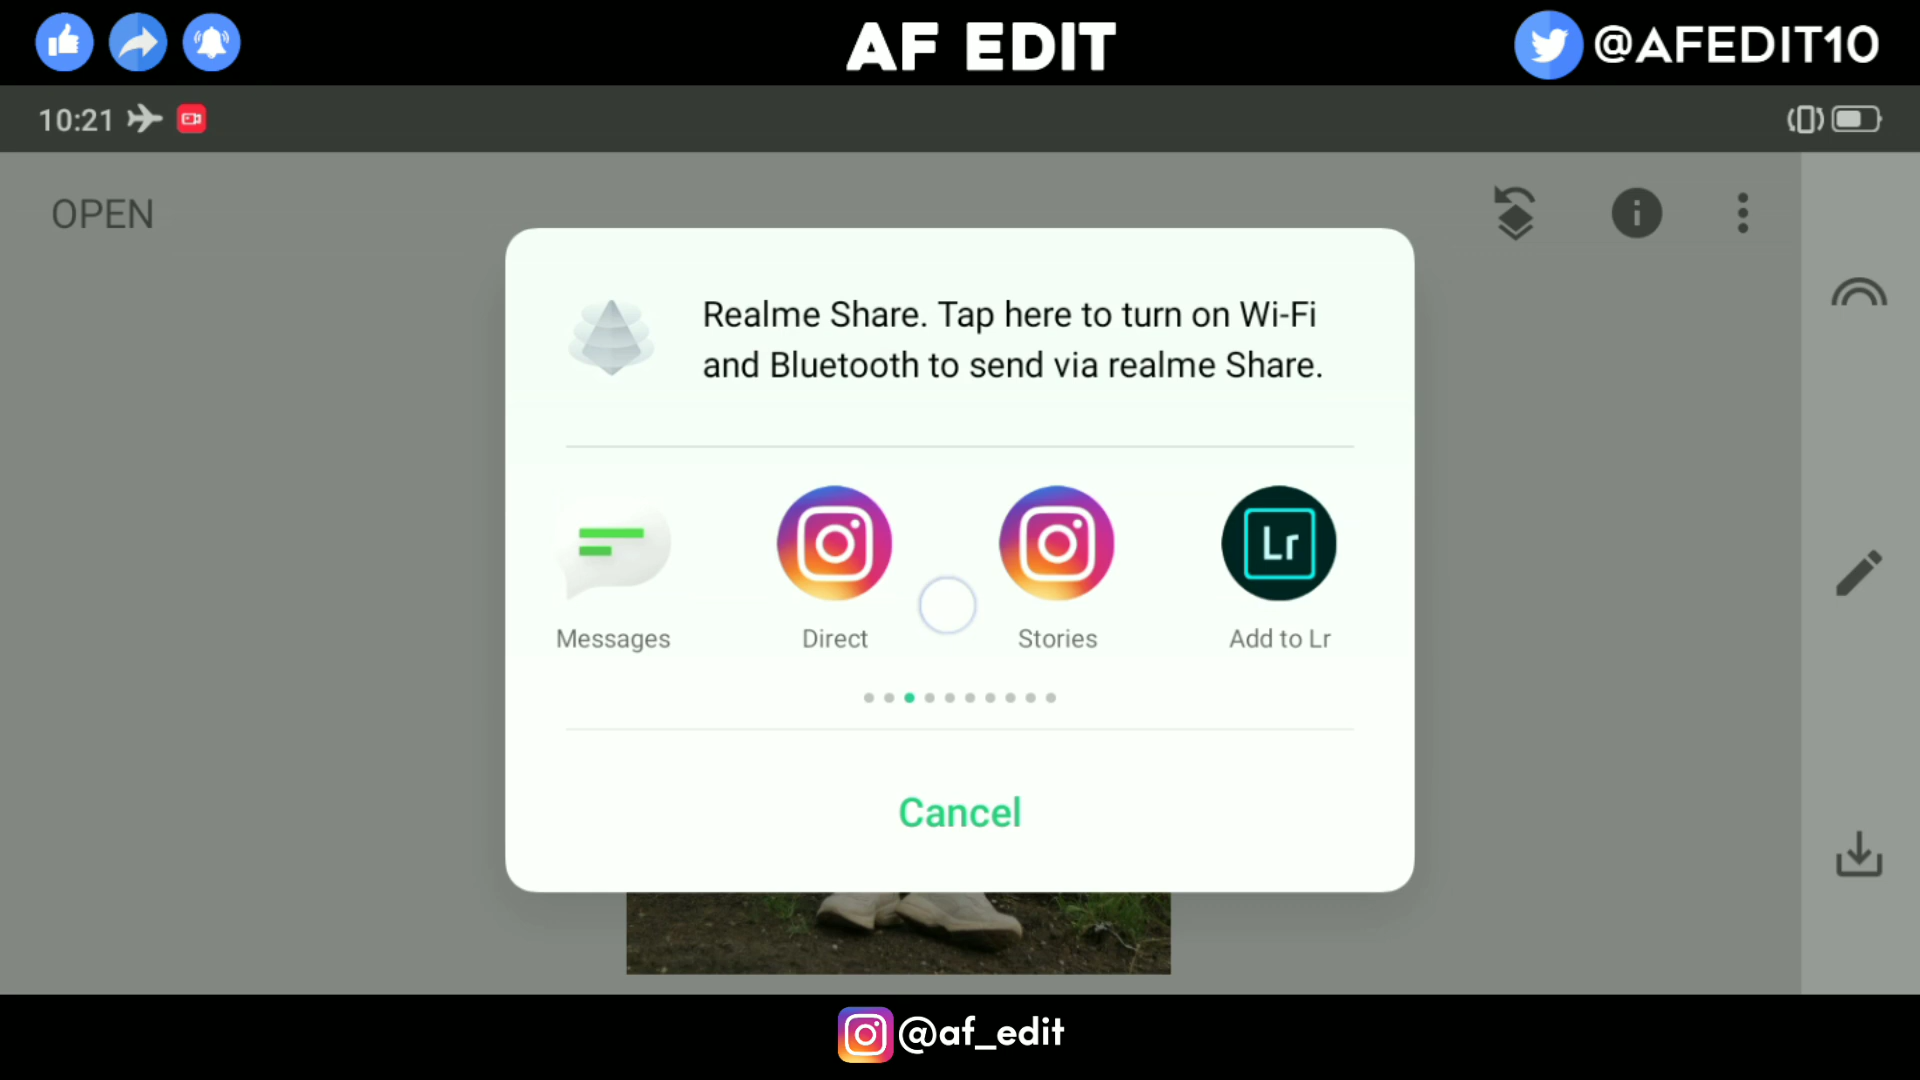 AF EDIT
@AFEDIT10
10:21
OPEN
Realme Share. Tap here to turn on Wi-Fi
and Bluetooth to send via realme Share.
Lr
Messages
Direct
Stories
Add to Lr
Cancel
@af_edit